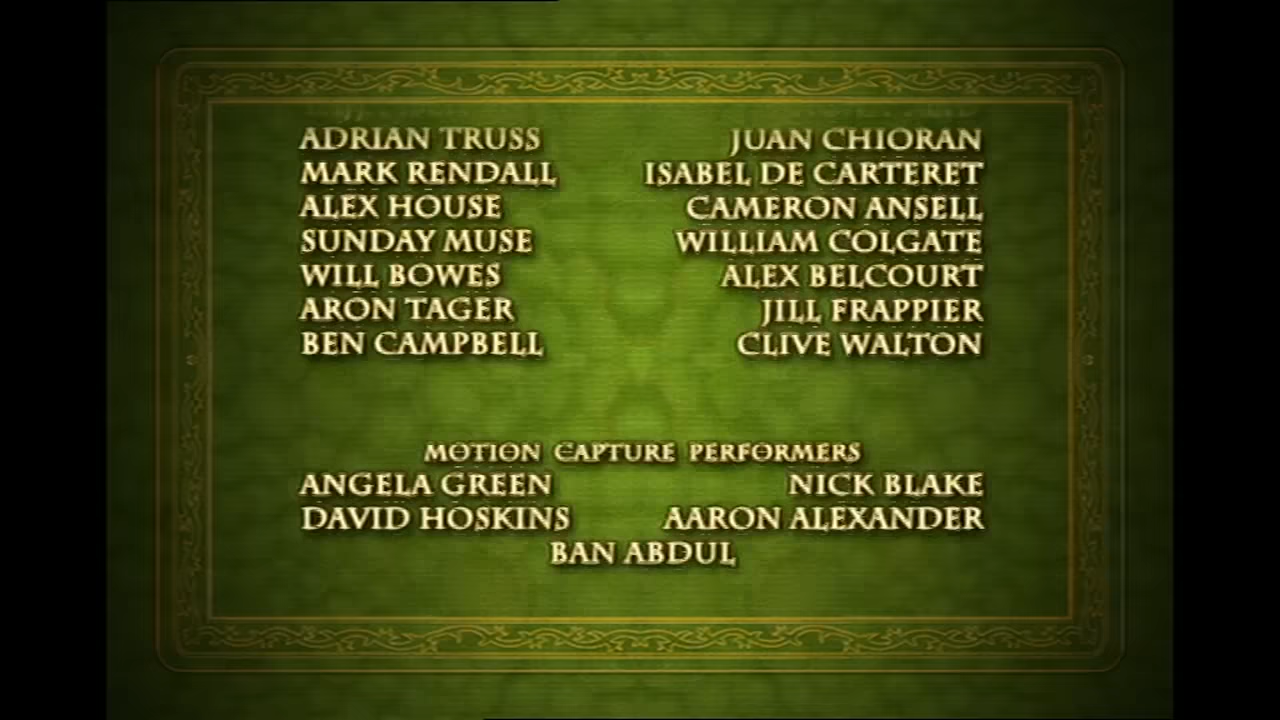 ADRIAN TRUSS JUAN CHIORAN
MARK RENDALL ISABEL DE CARTERET
ALEX HOUSE CAMERON ANSELL
SUNDAY MUSE WILLIAM COLGATE
WILL BOWES ALEX BELCOURT
ARON TAGER JILL FRAPPIER
BEN CAMPBELL CLIVE WALTON
MOTION CAPTURE PERFORMERS
ANGELA GREEN NICK BLAKE
DAVID HOSKINS AARON ALEXANDER
BAN ABDUL